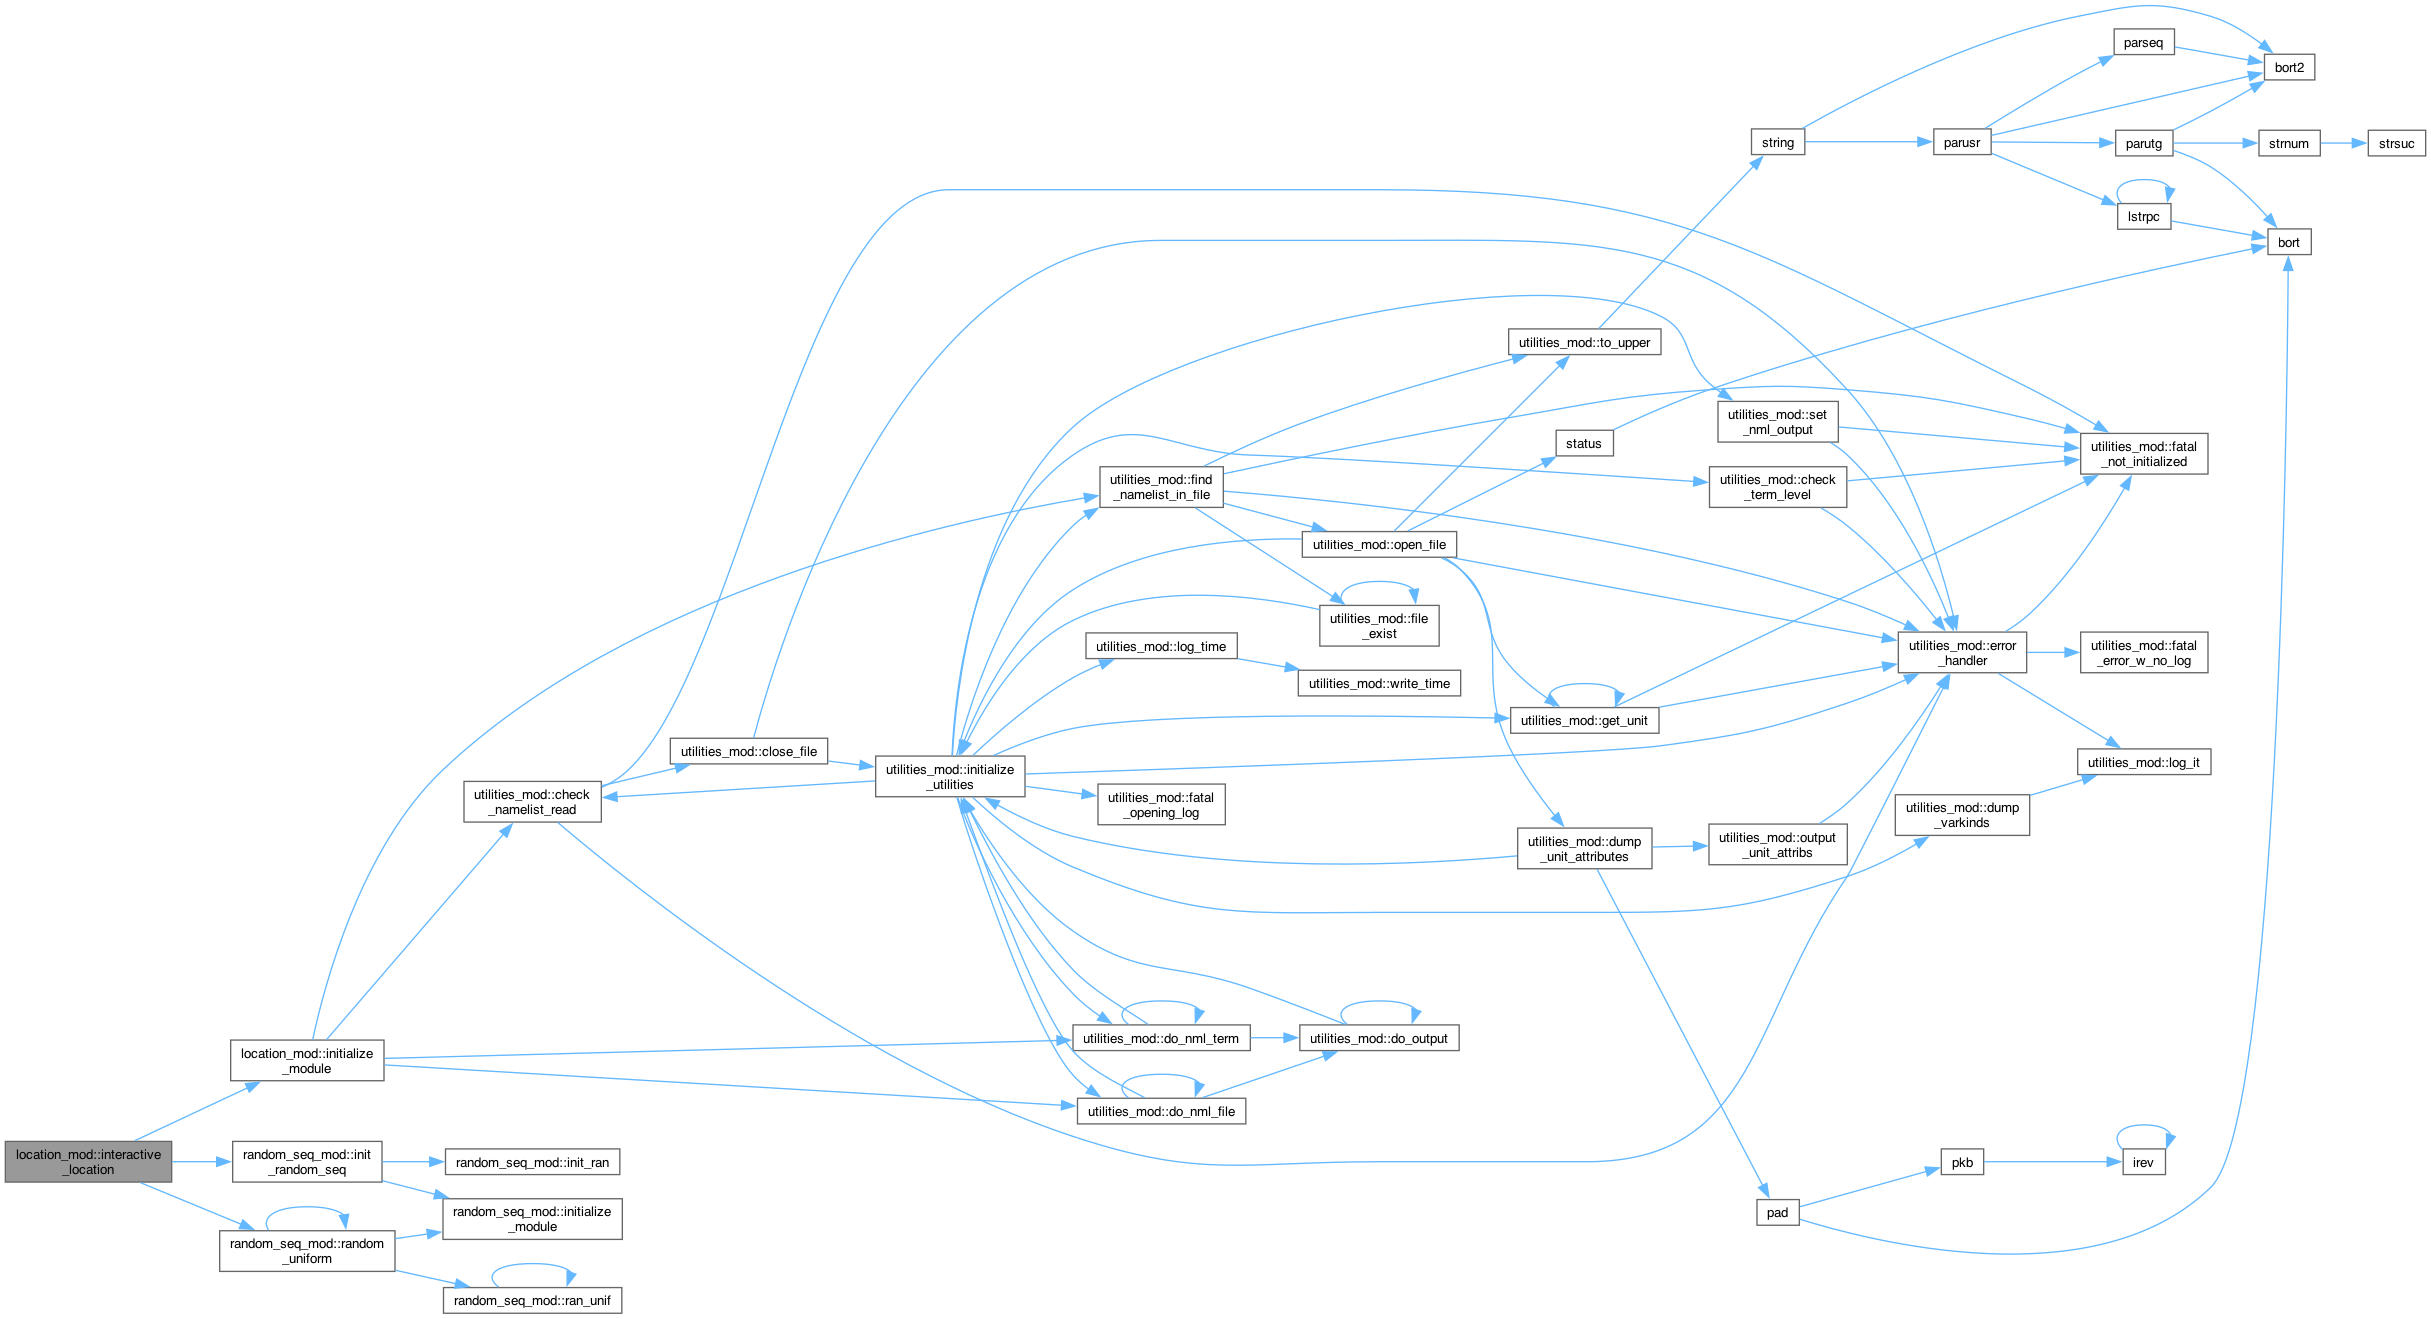 parseq
bort2
string
parusr
parutg
strnum
strsuc
lstrpc
bort
utilities_mod::to_upper
utilities_mod::set
_nml_output
status
utilities_mod::fatal
_not_initialized
utilities_mod::find
_namelist_in_file
utilities_mod::check
_term_level
utilities_mod::open_file
utilities_mod::file
_exist
utilities_mod::log_time
utilities_mod::error
_handler
utilities_mod::fatal
_error_w_no_log
utilities_mod::write_time
utilities_mod::get_unit
utilities_mod::close_file
utilities_mod::log_it
utilities_mod::initialize
_utilities
utilities_mod::check
_namelist_read
utilities_mod::fatal
_opening_log
utilities_mod::dump
_varkinds
utilities_mod::dump
_unit_attributes
utilities_mod::output
_unit_attribs
location_mod::initialize
_module
utilities_mod::do_nml_term
utilities_mod::do_output
utilities_mod::do_nml_file
location_mod::interactive
_location
random_seq_mod::init
_random_seq
random_seq_mod::init_ran
pkb
irev
random_seq_mod::initialize
_module
pad
random_seq_mod::random
_uniform
random_seq_mod::ran_unif